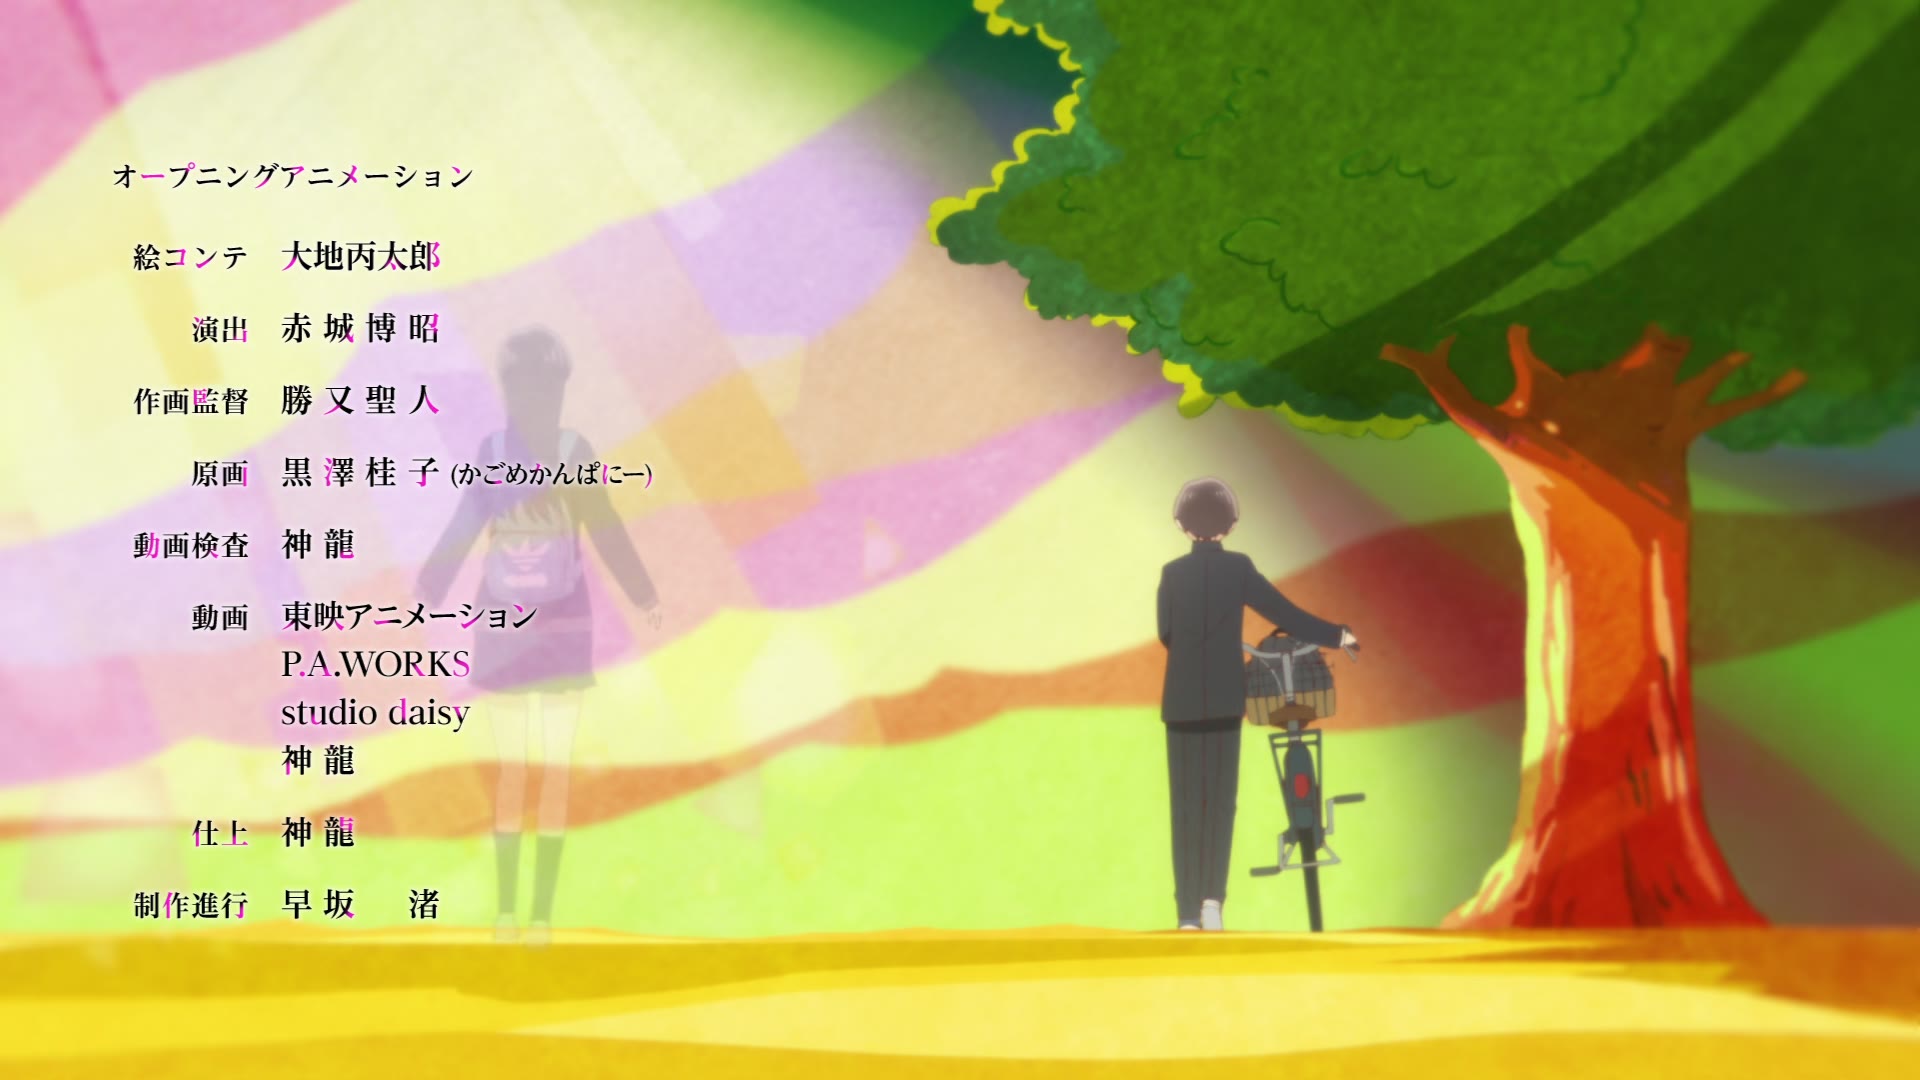 オープニングアニメーション
絵コンテ 大地丙太郎
演出 赤城博昭
作画監督 勝又聖人
原画 黒澤桂子(かごめかんぱにー)
動画検査 神龍
動画 東映アニメーション
P.A.WORKS
studio daisy
神龍
仕上 神龍
制作進行 早坂 渚